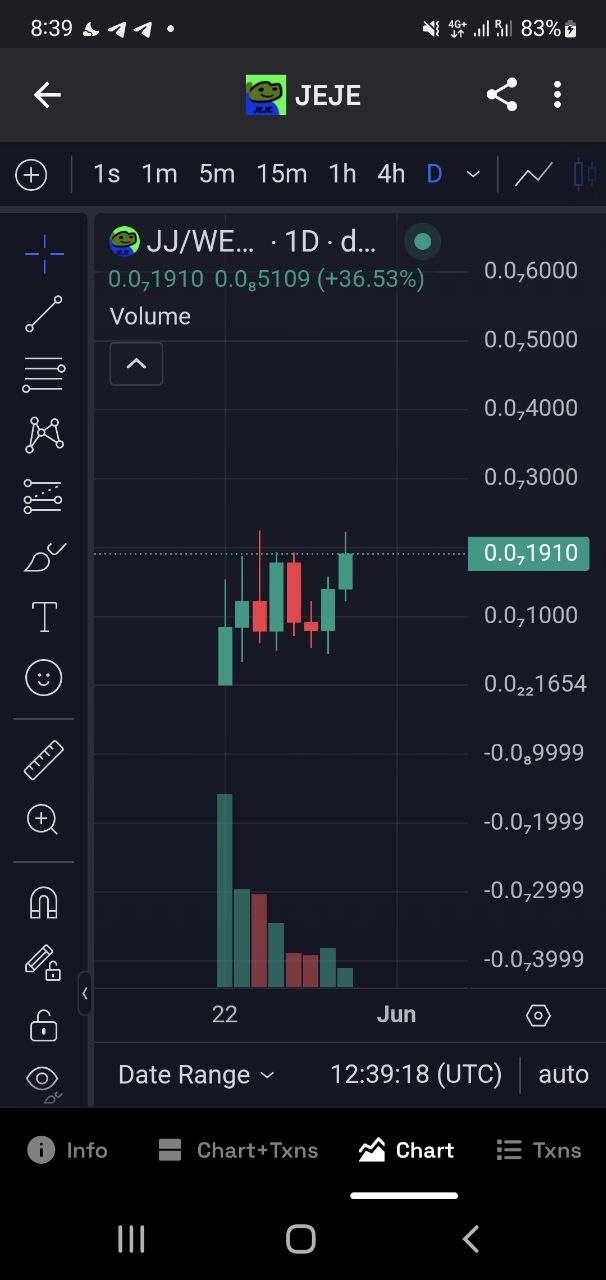 8:39 4G+ R 83%
JEJE JEJE
1s 1m 5m 15m 1h 4h D
JJ/WE... · 1D · d...
0.0₇1910 0.0₈5109 (+36.53%)
Volume
0.0₇6000
0.0₇5000
0.0₇4000
0.0₇3000
0.0₇1910
0.0₇1000
0.0₂₂1654
-0.0₈9999
-0.0₇1999
-0.0₇2999
-0.0₇3999
T
22 Jun
Date Range 12:39:18 (UTC) auto
Info Chart+Txns Chart Txns